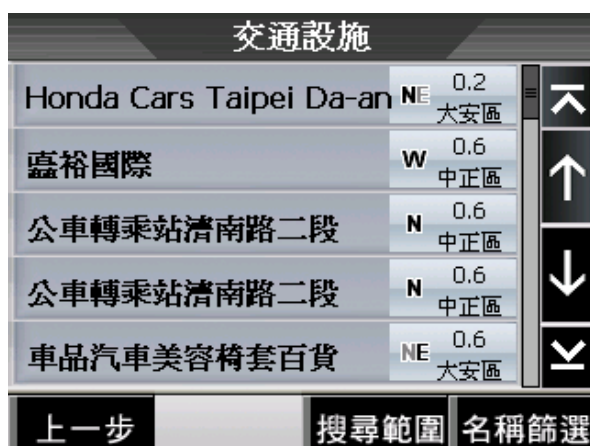 交通設施
Honda Cars Taipei Da-an NE 0.2
大安區
嘉裕國際 W 0.6
中正區
公車轉乘站濟南路二段 N 0.6
中正區
公車轉乘站濟南路二段 N 0.6
中正區
車品汽車美容椅套百貨 NE 0.6
大安區
上一步 搜尋範圍 名稱篩選